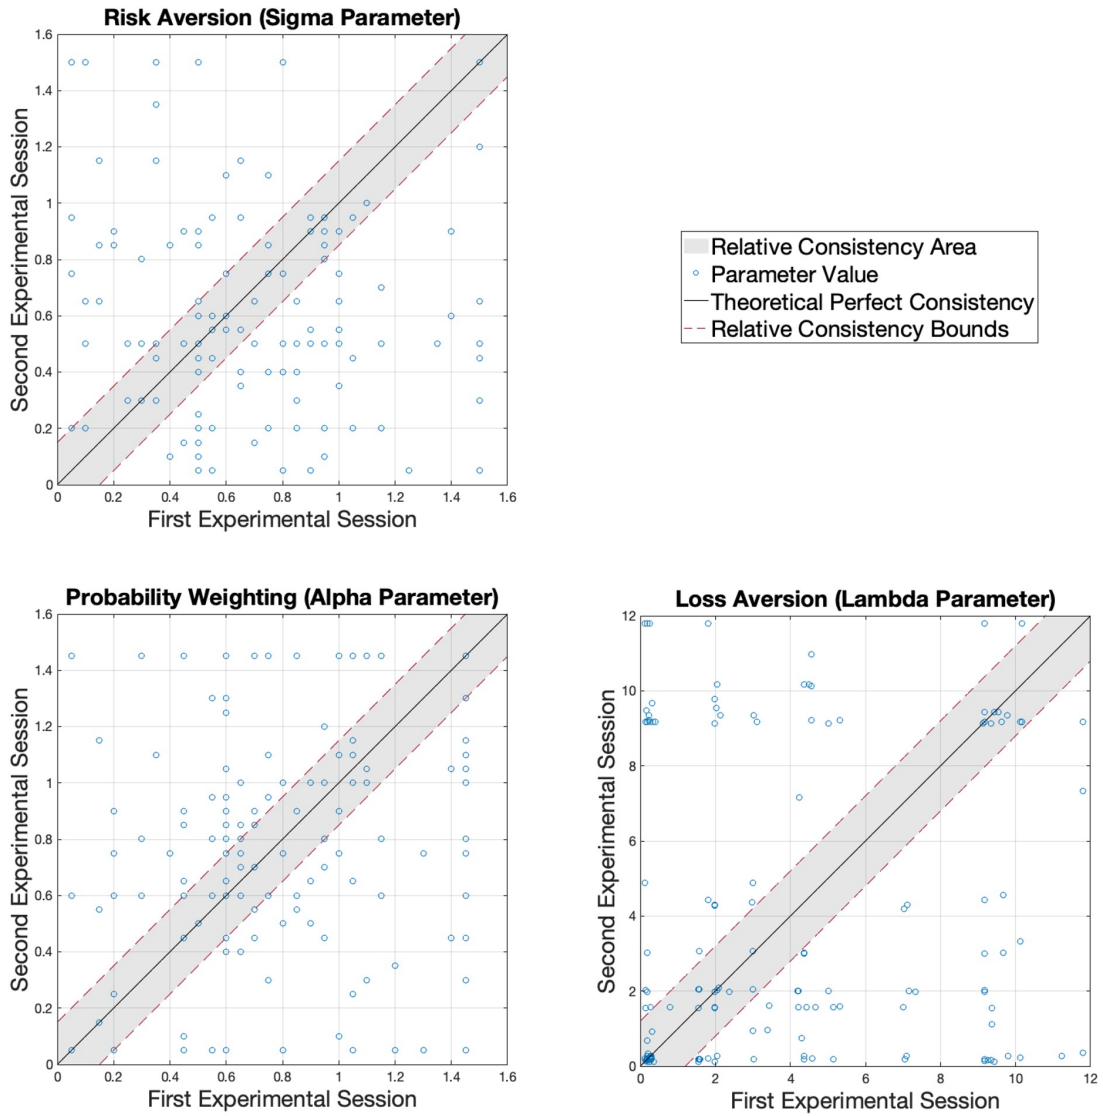 Risk Aversion (Sigma Parameter)
1.6
1.4
1.2
1
0.8
0.6
0.4
0.2
0
Second Experimental Session
0 0.2 0.4 0.6 0.8 1 1.2 1.4 1.6
First Experimental Session
Relative Consistency Area
Parameter Value
Theoretical Perfect Consistency
Relative Consistency Bounds
Probability Weighting (Alpha Parameter)
1.6
1.4
1.2
1
0.8
0.6
0.4
0.2
0
Second Experimental Session
0 0.2 0.4 0.6 0.8 1 1.2 1.4 1.6
First Experimental Session
Loss Aversion (Lambda Parameter)
12
10
8
6
4
2
0
Second Experimental Session
0 2 4 6 8 10 12
First Experimental Session